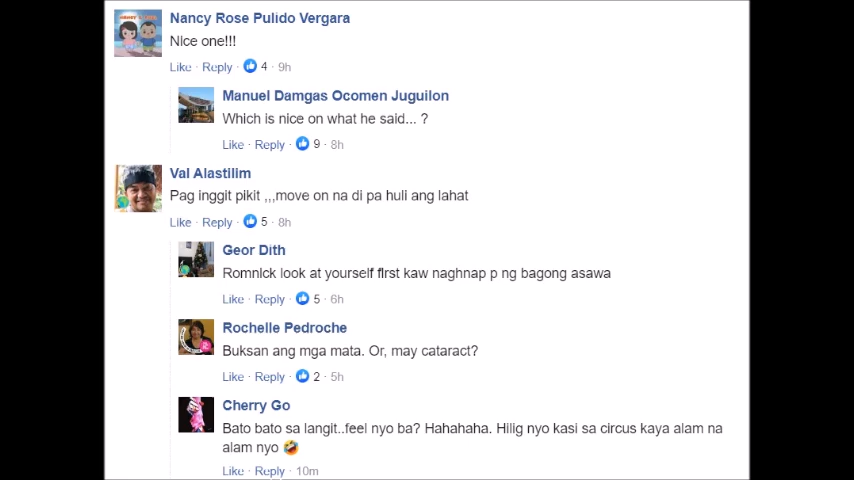 Nancy Rose Pulido Vergara
Nice one!!!
Like · Reply · 4 · 9h
Manuel Damgas Ocomen Juguilon
Which is nice on what he said... ?
Like · Reply · 9 · 8h
Val Alastilim
Pag inggit pikit ,,,move on na di pa huli ang lahat
Like · Reply · 5 · 8h
Geor Dith
Romnick look at yourself first kaw naghnap p ng bagong asawa
Like · Reply · 5 · 6h
Rochelle Pedroche
Buksan ang mga mata. Or, may cataract?
Like · Reply · 2 · 5h
Cherry Go
Bato bato sa langit..feel nyo ba? Hahahaha. Hilig nyo kasi sa circus kaya alam na
alam nyo 🤣
Like · Reply · 10m